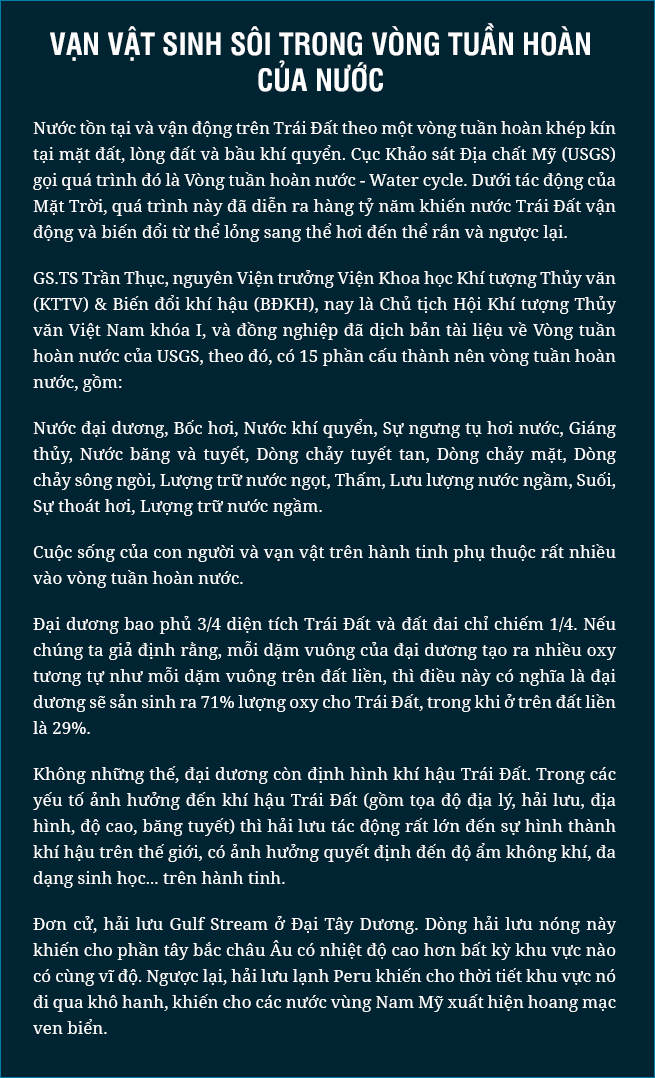 VẠN VẬT SINH SÔI TRONG VÒNG TUẦN HOÀN
CỦA NƯỚC
Nước tồn tại và vận động trên Trái Đất theo một vòng tuần hoàn khép kín
tại mặt đất, lòng đất và bầu khí quyển. Cục Khảo sát Địa chất Mỹ (USGS)
gọi quá trình đó là Vòng tuần hoàn nước - Water cycle. Dưới tác động của
Mặt Trời, quá trình này đã diễn ra hàng tỷ năm khiến nước Trái Đất vận
động và biến đổi từ thể lỏng sang thể hơi đến thể rắn và ngược lại.
GS.TS Trần Thục, nguyên Viện trưởng Viện Khoa học Khí tượng Thủy văn
(KTTV) & Biến đổi khí hậu (BĐKH), nay là Chủ tịch Hội Khí tượng Thủy
văn Việt Nam khóa I, và đồng nghiệp đã dịch bản tài liệu về Vòng tuần
hoàn nước của USGS, theo đó, có 15 phần cấu thành nên vòng tuần hoàn
nước, gồm:
Nước đại dương, Bốc hơi, Nước khí quyển, Sự ngưng tụ hơi nước, Giáng
thủy, Nước băng và tuyết, Dòng chảy tuyết tan, Dòng chảy mặt, Dòng
chảy sông ngòi, Lượng trữ nước ngọt, Thấm, Lưu lượng nước ngầm, Suối,
Sự thoát hơi, Lượng trữ nước ngầm.
Cuộc sống của con người và vạn vật trên hành tinh phụ thuộc rất nhiều
vào vòng tuần hoàn nước.
Đại dương bao phủ 3/4 diện tích Trái Đất và đất đai chỉ chiếm 1/4. Nếu
chúng ta giả định rằng, mỗi dặm vuông của đại dương tạo ra nhiều oxy
tương tự như mỗi dặm vuông trên đất liền, thì điều này có nghĩa là đại
dương sẽ sản sinh ra 71% lượng oxy cho Trái Đất, trong khi ở trên đất liền
là 29%.
Không những thế, đại dương còn định hình khí hậu Trái Đất. Trong các
yếu tố ảnh hưởng đến khí hậu Trái Đất (gồm tọa độ địa lý, hải lưu, địa
hình, độ cao, băng tuyết) thì hải lưu tác động rất lớn đến sự hình thành
khí hậu trên thế giới, có ảnh hưởng quyết định đến độ ẩm không khí, đa
dạng sinh học... trên hành tinh.
Đơn cử, hải lưu Gulf Stream ở Đại Tây Dương. Dòng hải lưu nóng này
khiến cho phần tây bắc châu Âu có nhiệt độ cao hơn bất kỳ khu vực nào
có cùng vĩ độ. Ngược lại, hải lưu lạnh Peru khiến cho thời tiết khu vực nó
đi qua khô hanh, khiến cho các nước vùng Nam Mỹ xuất hiện hoang mạc
ven biển.